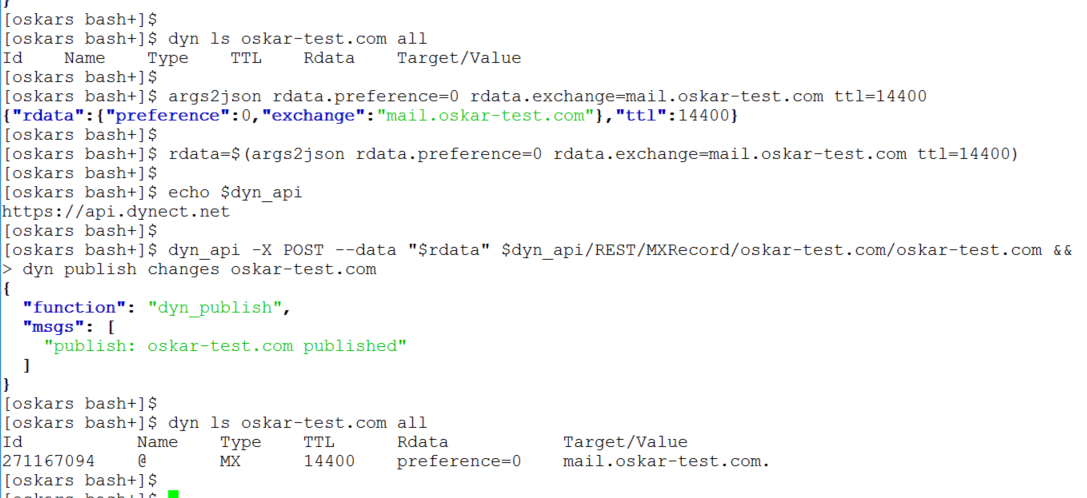 }
[oskars bash+]$
[oskars bash+]$ dyn ls oskar-test.com all
Id    Name    Type    TTL    Rdata    Target/Value
[oskars bash+]$
[oskars bash+]$ args2json rdata.preference=0 rdata.exchange=mail.oskar-test.com ttl=14400
{"rdata":{"preference":0,"exchange":"mail.oskar-test.com"},"ttl":14400}
[oskars bash+]$
[oskars bash+]$ rdata=$(args2json rdata.preference=0 rdata.exchange=mail.oskar-test.com ttl=14400)
[oskars bash+]$
[oskars bash+]$ echo $dyn_api
https://api.dynect.net
[oskars bash+]$
[oskars bash+]$ dyn_api -X POST --data "$rdata" $dyn_api/REST/MXRecord/oskar-test.com/oskar-test.com &&
> dyn publish changes oskar-test.com
{
  "function": "dyn_publish",
  "msgs": [
    "publish: oskar-test.com published"
  ]
}
[oskars bash+]$
[oskars bash+]$ dyn ls oskar-test.com all
Id           Name    Type    TTL     Rdata           Target/Value
271167094    @       MX      14400   preference=0    mail.oskar-test.com.
[oskars bash+]$
[oskars bash+]$